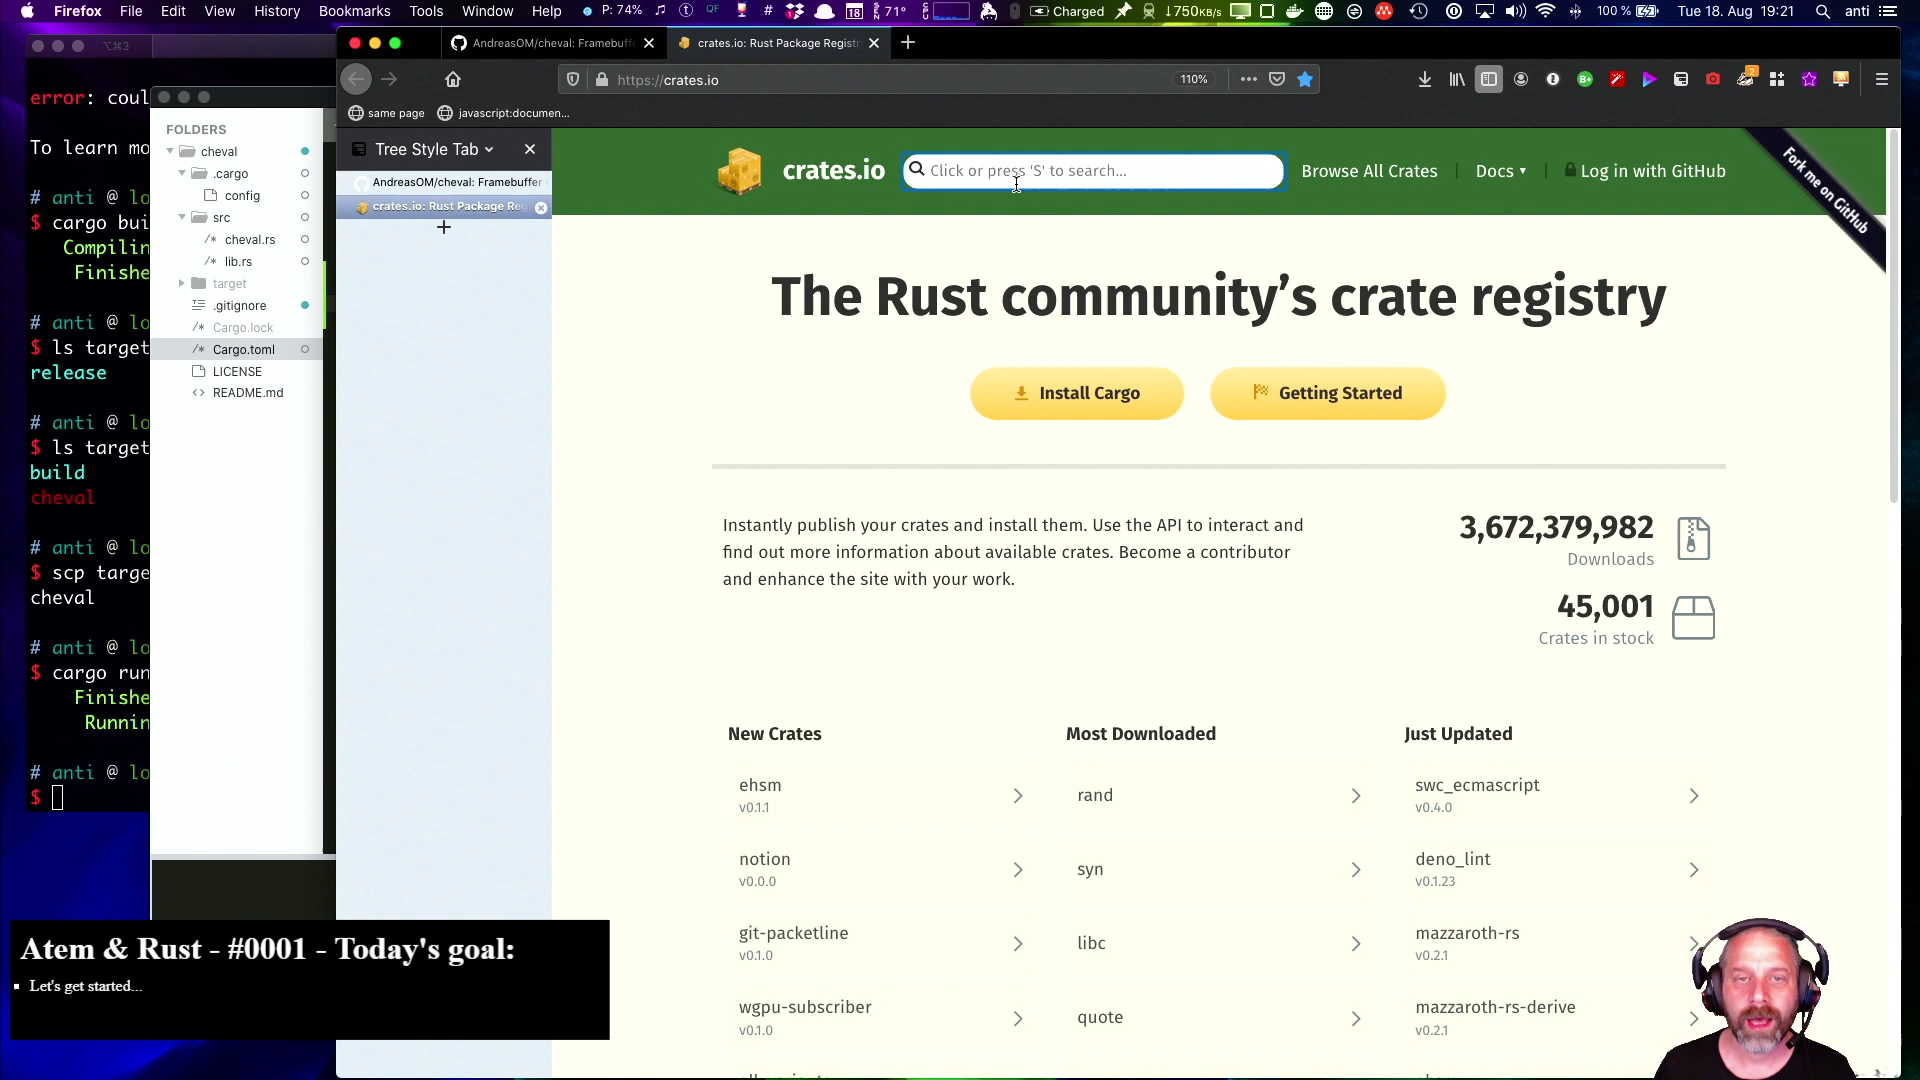 Firefox File Edit View History Bookmarks Tools Window Help P: 74% QF # 18 71° Charged ↓750KB/s 100 % Tue 18. Aug 19:21 anti
⌥⌘3
AndreasOM/cheval: Framebuff
crates.io: Rust Package Regist
https://crates.io
110%
same page
javascript:documen...
error: coul
To learn mo
# anti @ lo
$ cargo bui
Compilin
Finishe
# anti @ lo
$ ls target
release
# anti @ lo
$ ls target
build
cheval
# anti @ lo
$ scp targe
cheval
# anti @ lo
$ cargo run
Finishe
Runnin
# anti @ lo
$
FOLDERS
cheval
.cargo
config
src
/* cheval.rs
/* lib.rs
target
.gitignore
/* Cargo.lock
/* Cargo.toml
LICENSE
<> README.md
Tree Style Tab
AndreasOM/cheval: Framebuffer
crates.io: Rust Package Reg
crates.io
Click or press 'S' to search...
Browse All Crates
Docs
Log in with GitHub
Fork me on GitHub
The Rust community’s crate registry
Install Cargo
Getting Started
Instantly publish your crates and install them. Use the API to interact and
find out more information about available crates. Become a contributor
and enhance the site with your work.
3,672,379,982
Downloads
45,001
Crates in stock
New Crates
ehsm
v0.1.1
notion
v0.0.0
git-packetline
v0.1.0
wgpu-subscriber
v0.1.0
Most Downloaded
rand
syn
libc
quote
Just Updated
swc_ecmascript
v0.4.0
deno_lint
v0.1.23
mazzaroth-rs
v0.2.1
mazzaroth-rs-derive
v0.2.1
Atem & Rust - #0001 - Today's goal:
Let's get started...